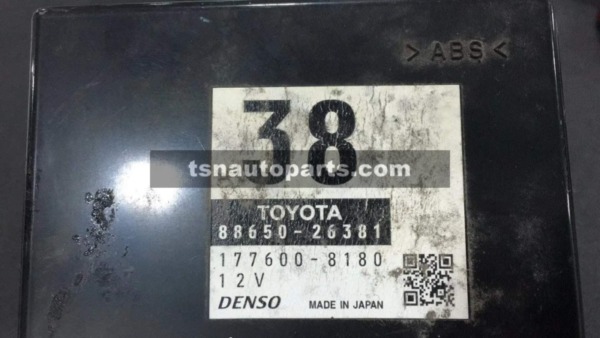 >ABS<
38
tsnautoparts.com
TOYOTA
88650-26381
177600-8180
12V
DENSO MADE IN JAPAN